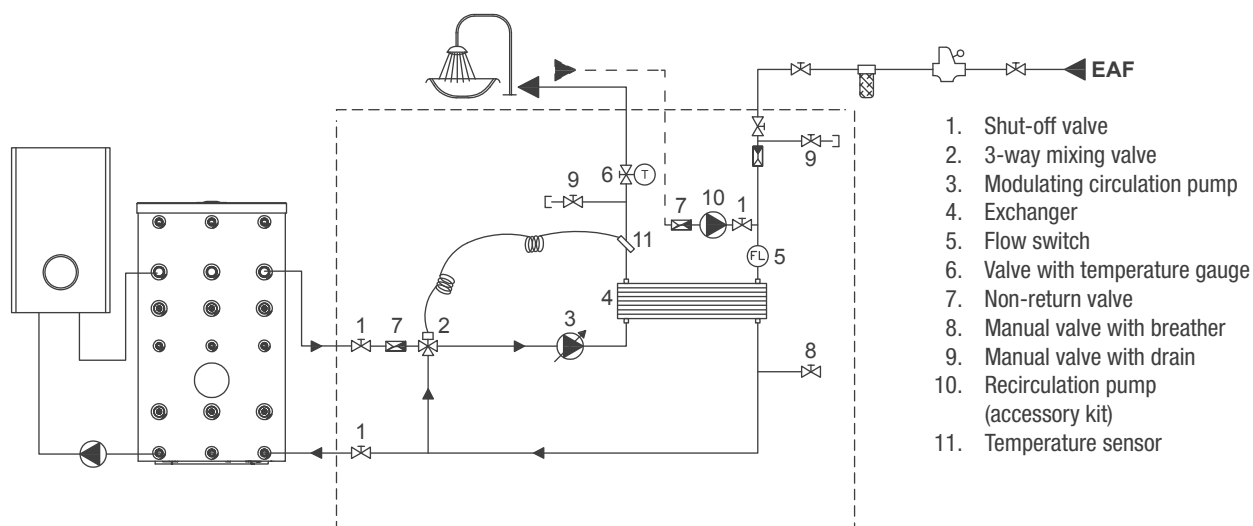 EAF
1. Shut-off valve
2. 3-way mixing valve
3. Modulating circulation pump
4. Exchanger
5. Flow switch
6. Valve with temperature gauge
7. Non-return valve
8. Manual valve with breather
9. Manual valve with drain
10. Recirculation pump
(accessory kit)
11. Temperature sensor
9
6 T
9
7
10
1
11
FL 5
4
1
7
2
3
8
1